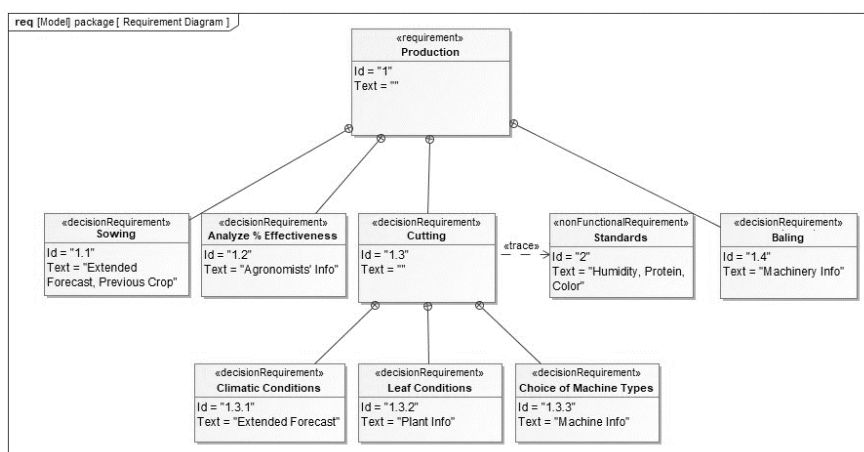 req [Model] package [ Requirement Diagram ]
«requirement»
Production
Id = "1"
Text = ""
«decisionRequirement»
Sowing
Id = "1.1"
Text = "Extended
Forecast, Previous Crop"
«decisionRequirement»
Analyze % Effectiveness
Id = "1.2"
Text = "Agronomists' Info"
«decisionRequirement»
Cutting
Id = "1.3"
Text = ""
«trace»
«nonFunctionalRequirement»
Standards
Id = "2"
Text = "Humidity, Protein,
Color"
«decisionRequirement»
Baling
Id = "1.4"
Text = "Machinery Info"
«decisionRequirement»
Climatic Conditions
Id = "1.3.1"
Text = "Extended Forecast"
«decisionRequirement»
Leaf Conditions
Id = "1.3.2"
Text = "Plant Info"
«decisionRequirement»
Choice of Machine Types
Id = "1.3.3"
Text = "Machine Info"